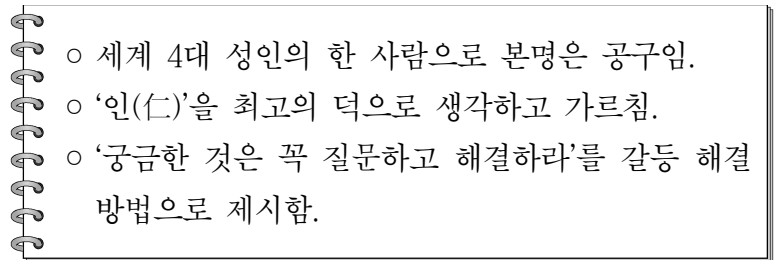 ○ 세계 4대 성인의 한 사람으로 본명은 공구임.
○ ‘인(仁)’을 최고의 덕으로 생각하고 가르침.
○ ‘궁금한 것은 꼭 질문하고 해결하라’를 갈등 해결
방법으로 제시함.